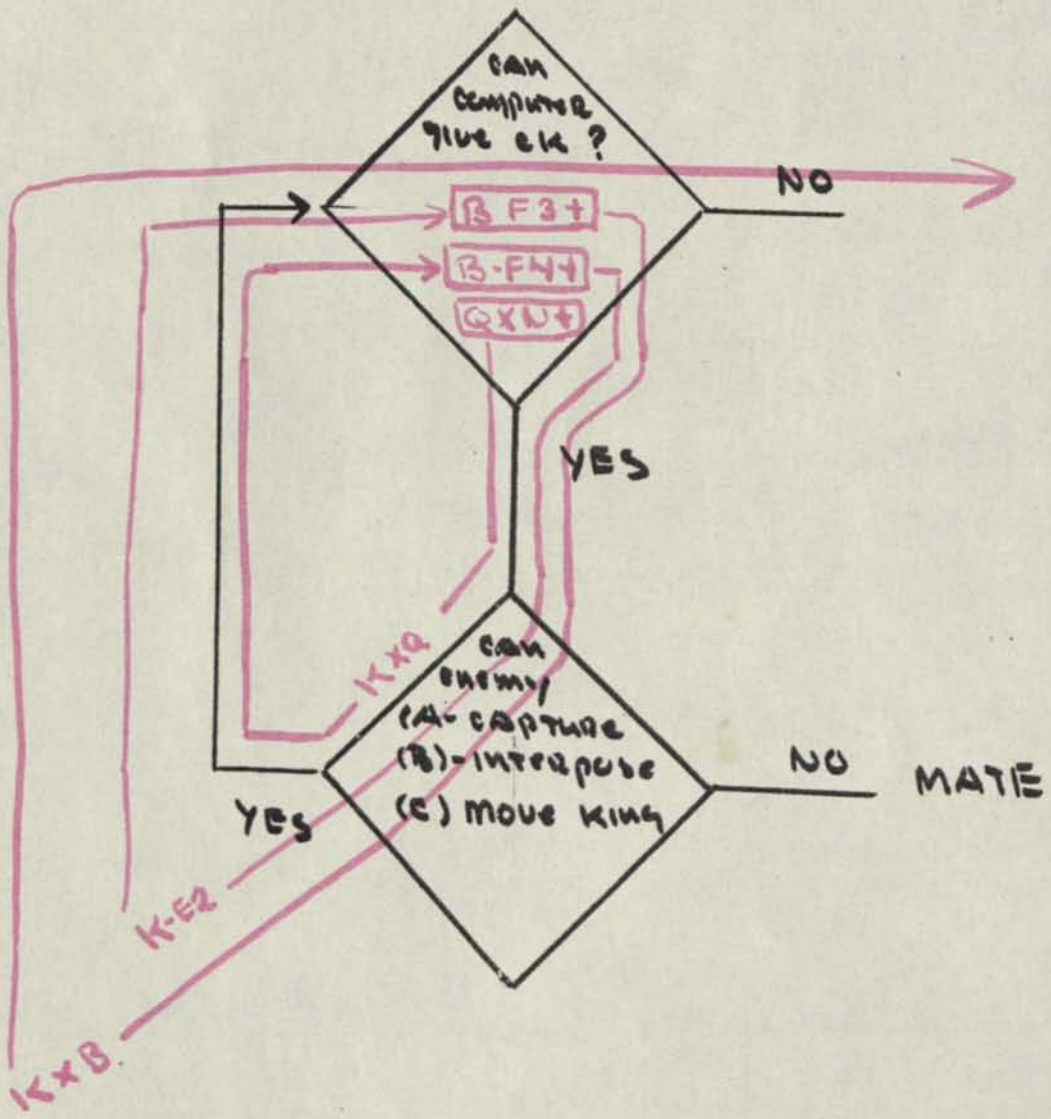 CAN
COMPUTER
GIVE CK ?
NO
B F3+
B-F4+
QXN+
YES
KXQ
CAN
ENEMY
(A- CAPTURE
(B)-INTERPOSE
(C) MOVE KING
NO MATE
YES
K-E2
KXB